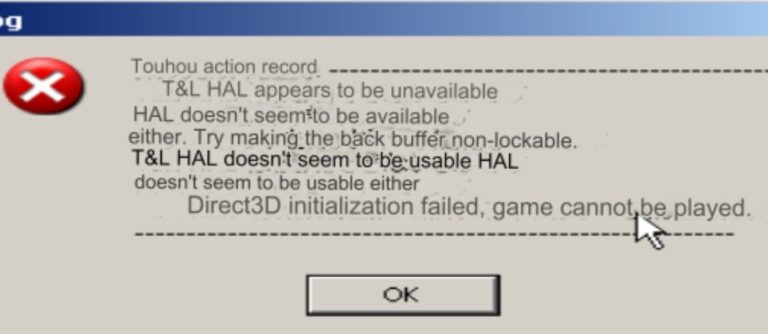 og
Touhou action record --------------------------------------------------
T&L HAL appears to be unavailable
HAL doesn't seem to be available
either. Try making the back buffer non-lockable.
T&L HAL doesn't seem to be usable HAL
doesn't seem to be usable either
Direct3D initialization failed, game cannot be played.
--------------------------------------------------------------------
OK